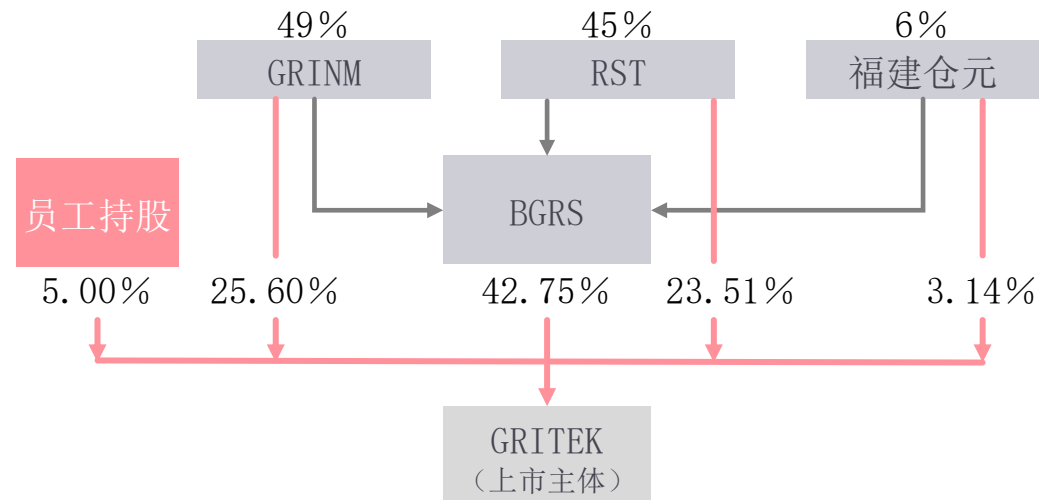 49%
45%
6%
GRINM
RST
福建仓元
员工持股
BGRS
5.00%
25.60%
42.75%
23.51%
3.14%
GRITEK
（上市主体）